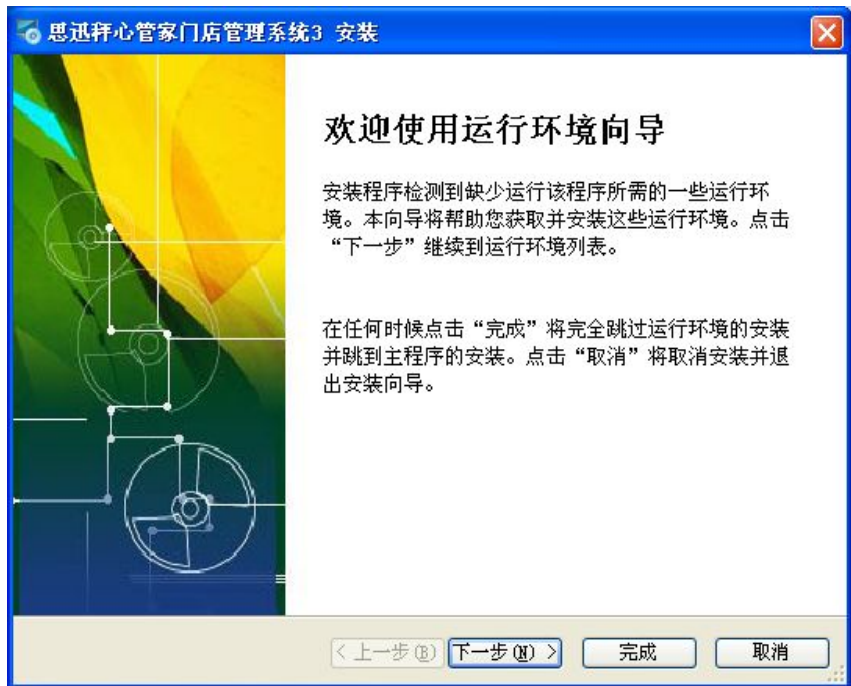 思迅秤心管家门店管理系统3 安装
欢迎使用运行环境向导
安装程序检测到缺少运行该程序所需的一些运行环
境。本向导将帮助您获取并安装这些运行环境。点击
“下一步”继续到运行环境列表。
在任何时候点击“完成”将完全跳过运行环境的安装
并跳到主程序的安装。点击“取消”将取消安装并退
出安装向导。
< 上一步(B) 下一步(N) > 完成 取消